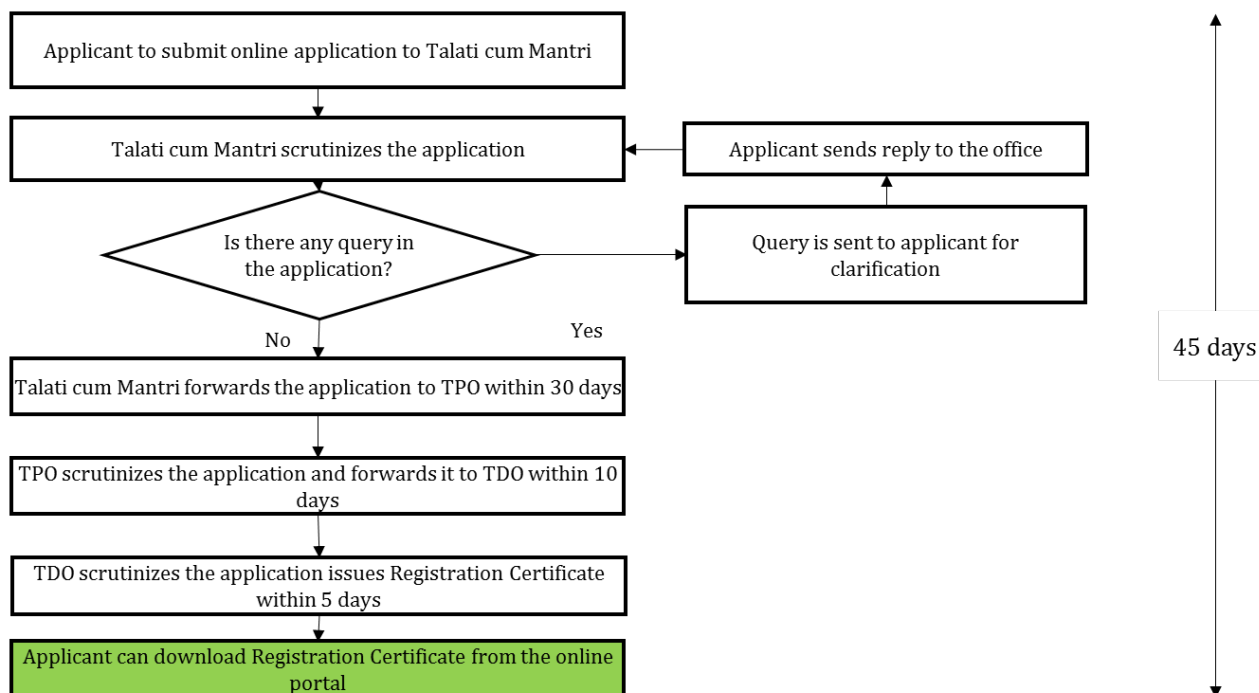 Applicant to submit online application to Talati cum Mantri
Talati cum Mantri scrutinizes the application
Applicant sends reply to the office
Is there any query in
the application?
Query is sent to applicant for
clarification
No
Yes
45 days
Talati cum Mantri forwards the application to TPO within 30 days
TPO scrutinizes the application and forwards it to TDO within 10
days
TDO scrutinizes the application issues Registration Certificate
within 5 days
Applicant can download Registration Certificate from the online
portal